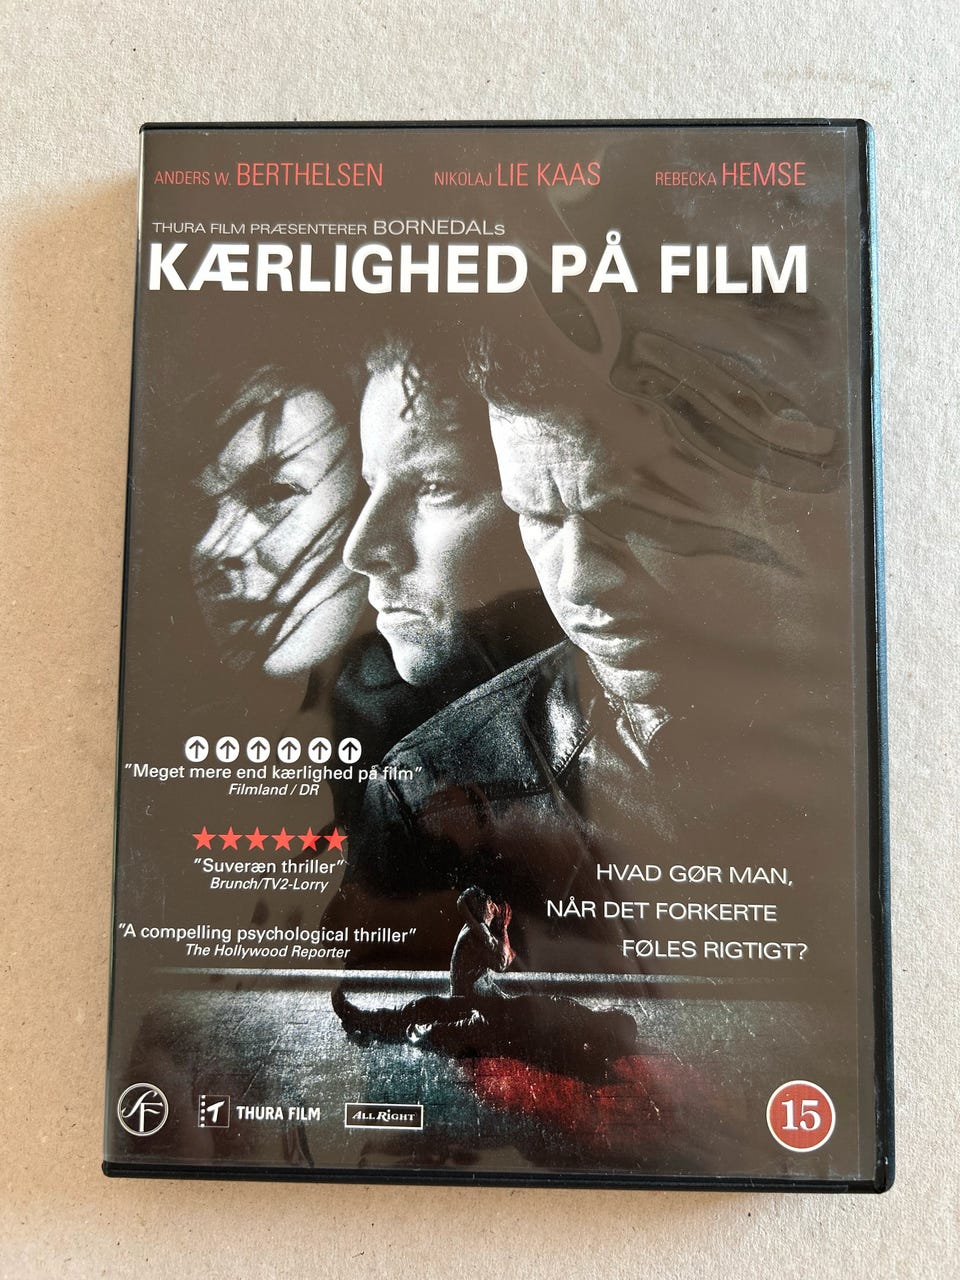 ANDERS W. BERTHELSEN NIKOLAJ LIE KAAS REBECKA HEMSE
THURA FILM PRÆSENTERER BORNEDALs
KÆRLIGHED PÅ FILM
"Meget mere end kærlighed på film"
Filmland / DR
"Suveræn thriller"
Brunch/TV2-Lorry
"A compelling psychological thriller"
The Hollywood Reporter
HVAD GØR MAN,
NÅR DET FORKERTE
FØLES RIGTIGT?
SF T THURA FILM ALL RIGHT 15